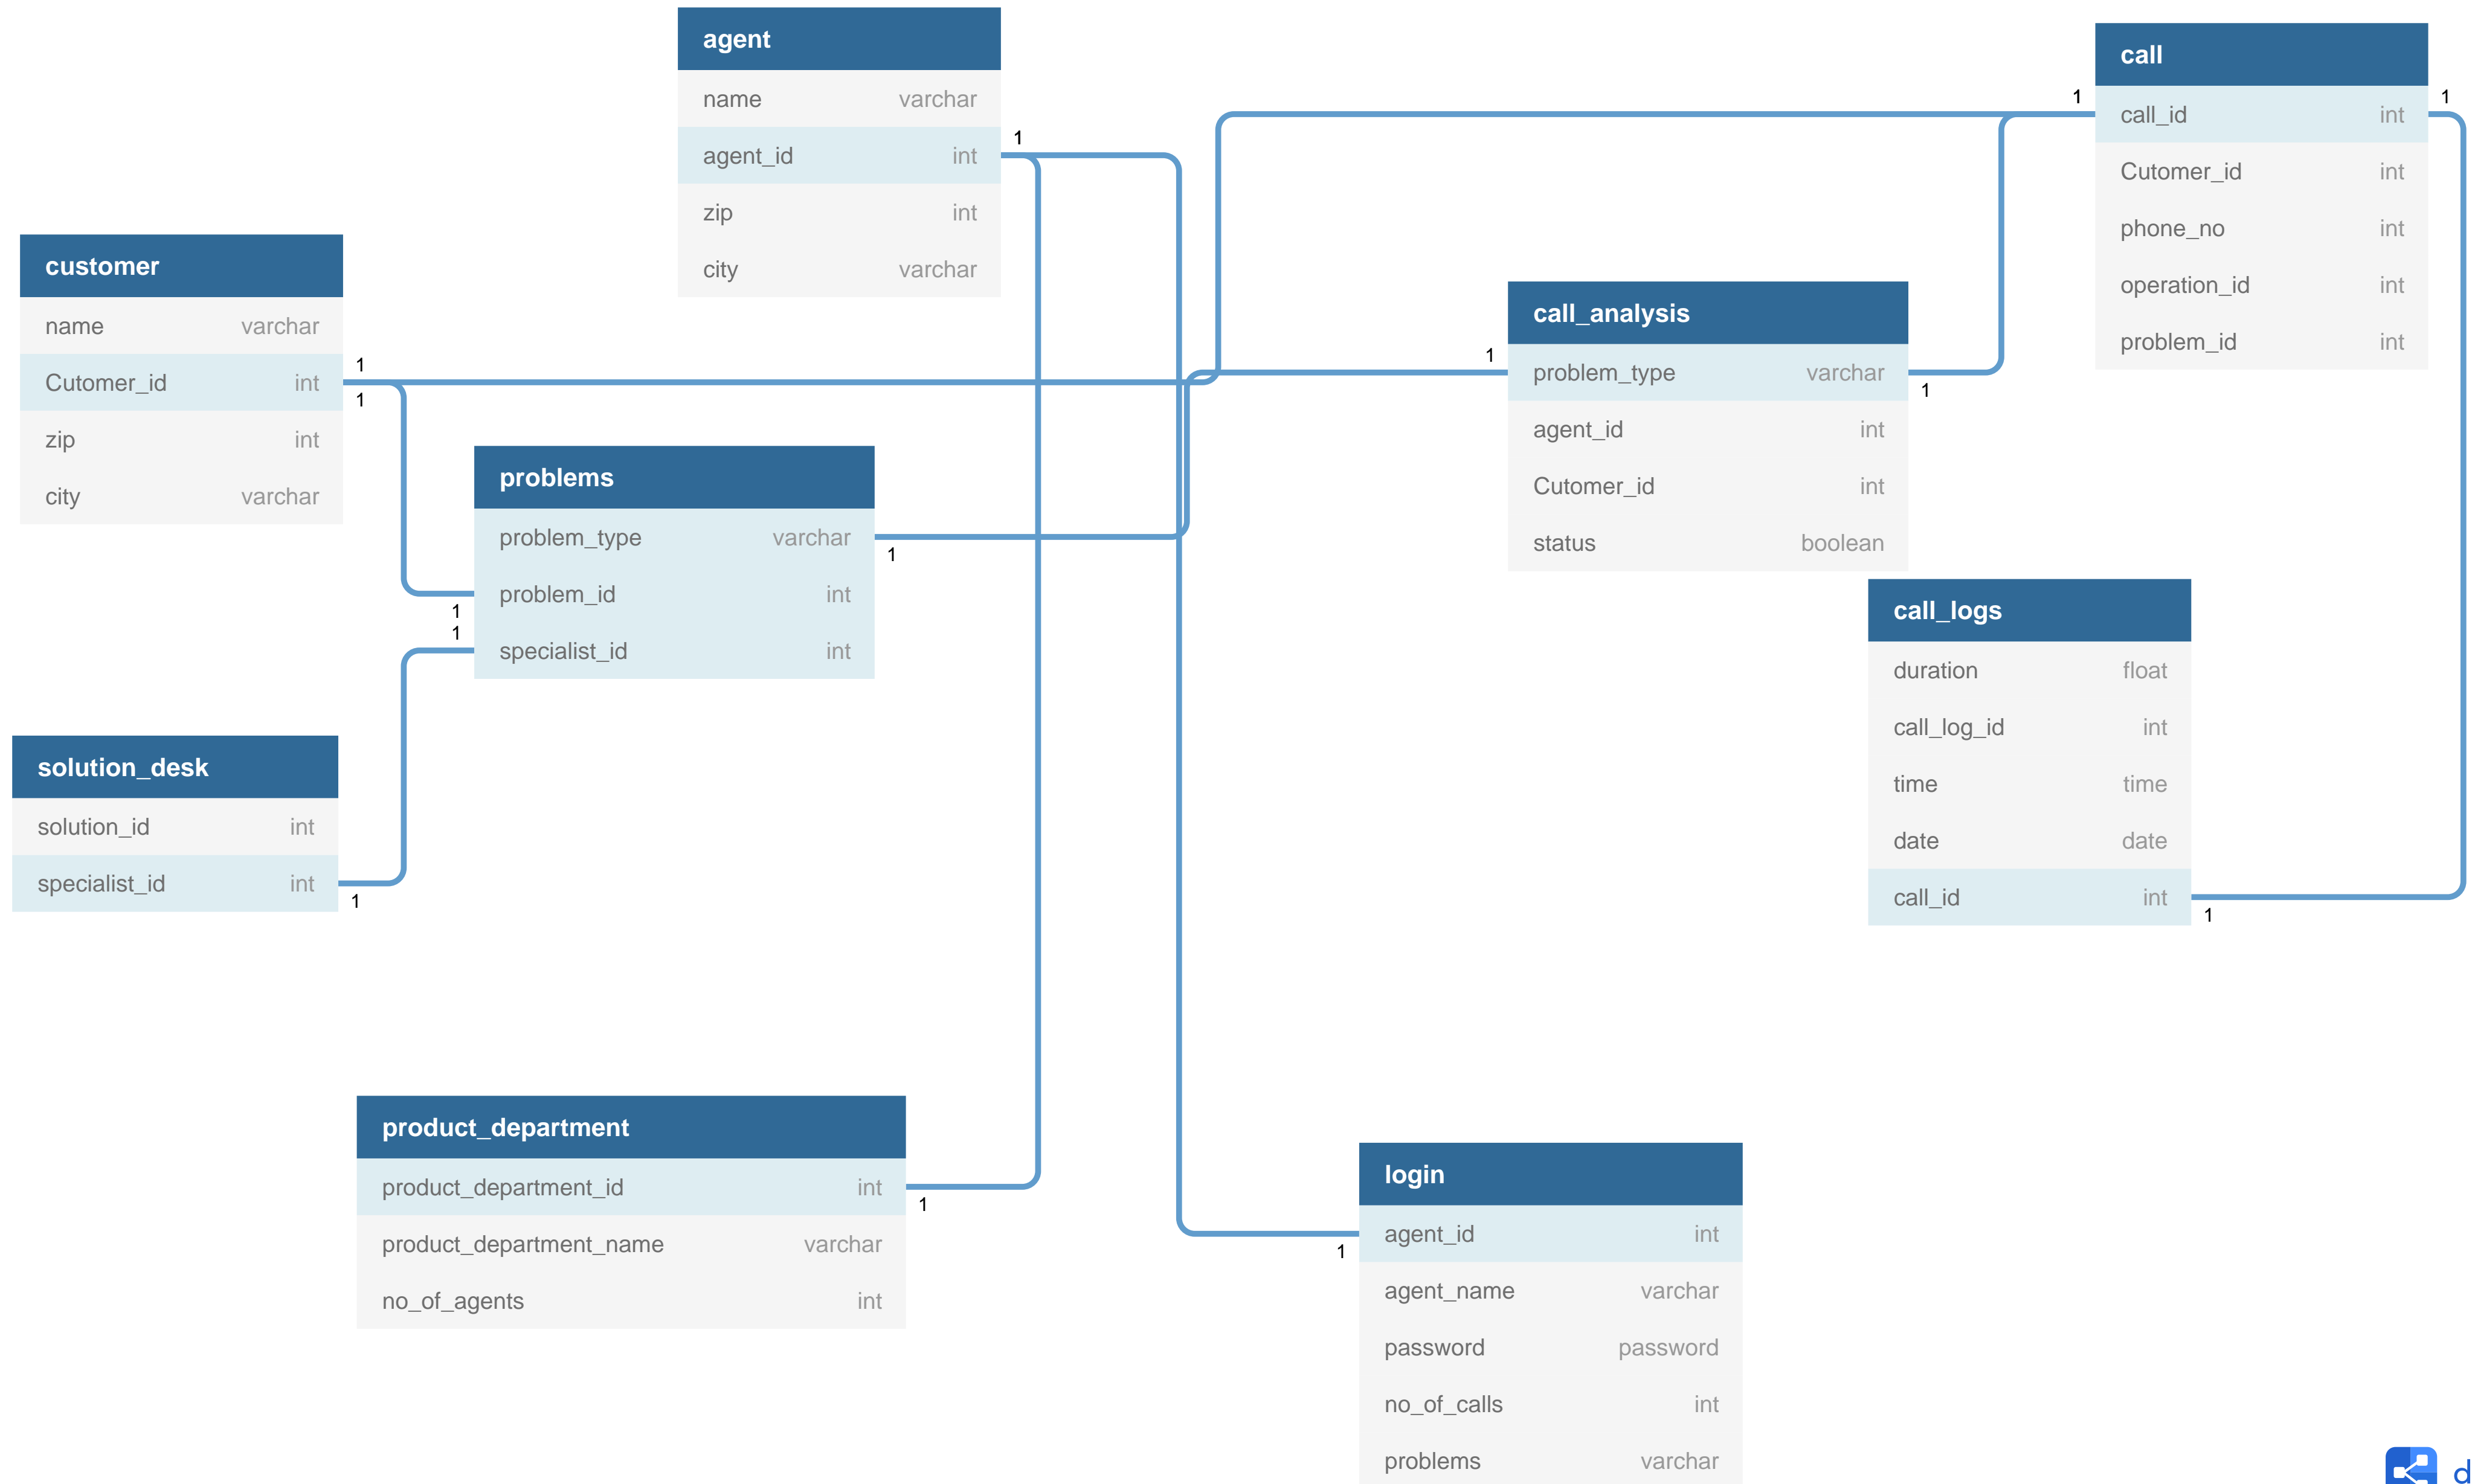 agent
name varchar
agent_id int
zip int
city varchar
1
call
call_id int
Cutomer_id int
phone_no int
operation_id int
problem_id int
1
1
customer
name varchar
Cutomer_id int
zip int
city varchar
1
1
call_analysis
problem_type varchar
agent_id int
Cutomer_id int
status boolean
1
1
problems
problem_type varchar
problem_id int
specialist_id int
1
1
1
call_logs
duration float
call_log_id int
time time
date date
call_id int
1
solution_desk
solution_id int
specialist_id int
1
product_department
product_department_id int
product_department_name varchar
no_of_agents int
1
login
agent_id int
agent_name varchar
password password
no_of_calls int
problems varchar
1